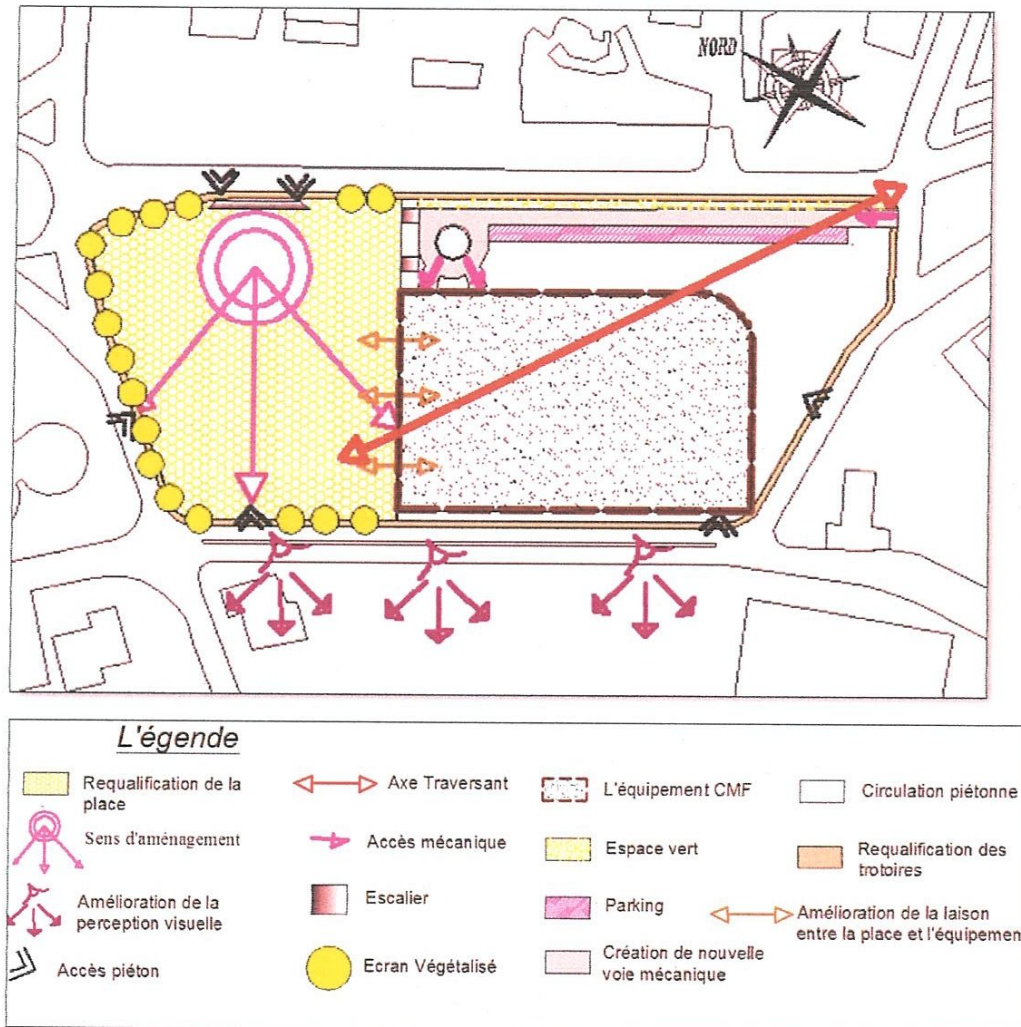 NORD
L'égende
Requalification de la
place
Sens d'aménagement
Amélioration de la
perception visuelle
Accès piéton
Axe Traversant
Accès mécanique
Escalier
Ecran Végétalisé
L'équipement CMF
Espace vert
Parking
Création de nouvelle
voie mécanique
Circulation piétonne
Requalification des
trotoires
Amélioration de la laison
entre la place et l'équipemen